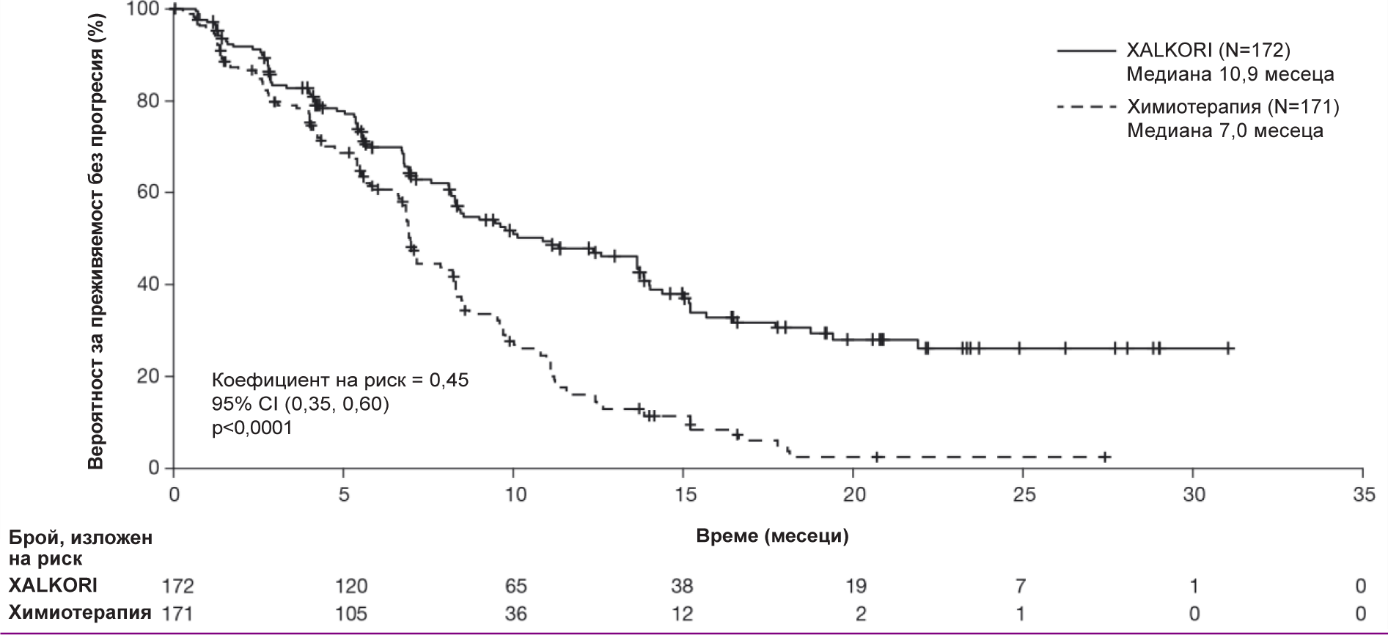 Вероятност за преживяемост без прогресия (%)
100
80
60
40
20
0
XALKORI (N=172)
Медиана 10,9 месеца
Химиотерапия (N=171)
Медиана 7,0 месеца
Коефициент на риск = 0,45
95% CI (0,35, 0,60)
p<0,0001
0 5 10 15 20 25 30 35
Време (месеци)
Брой, изложен
на риск
XALKORI 172 120 65 38 19 7 1 0
Химиотерапия 171 105 36 12 2 1 0 0